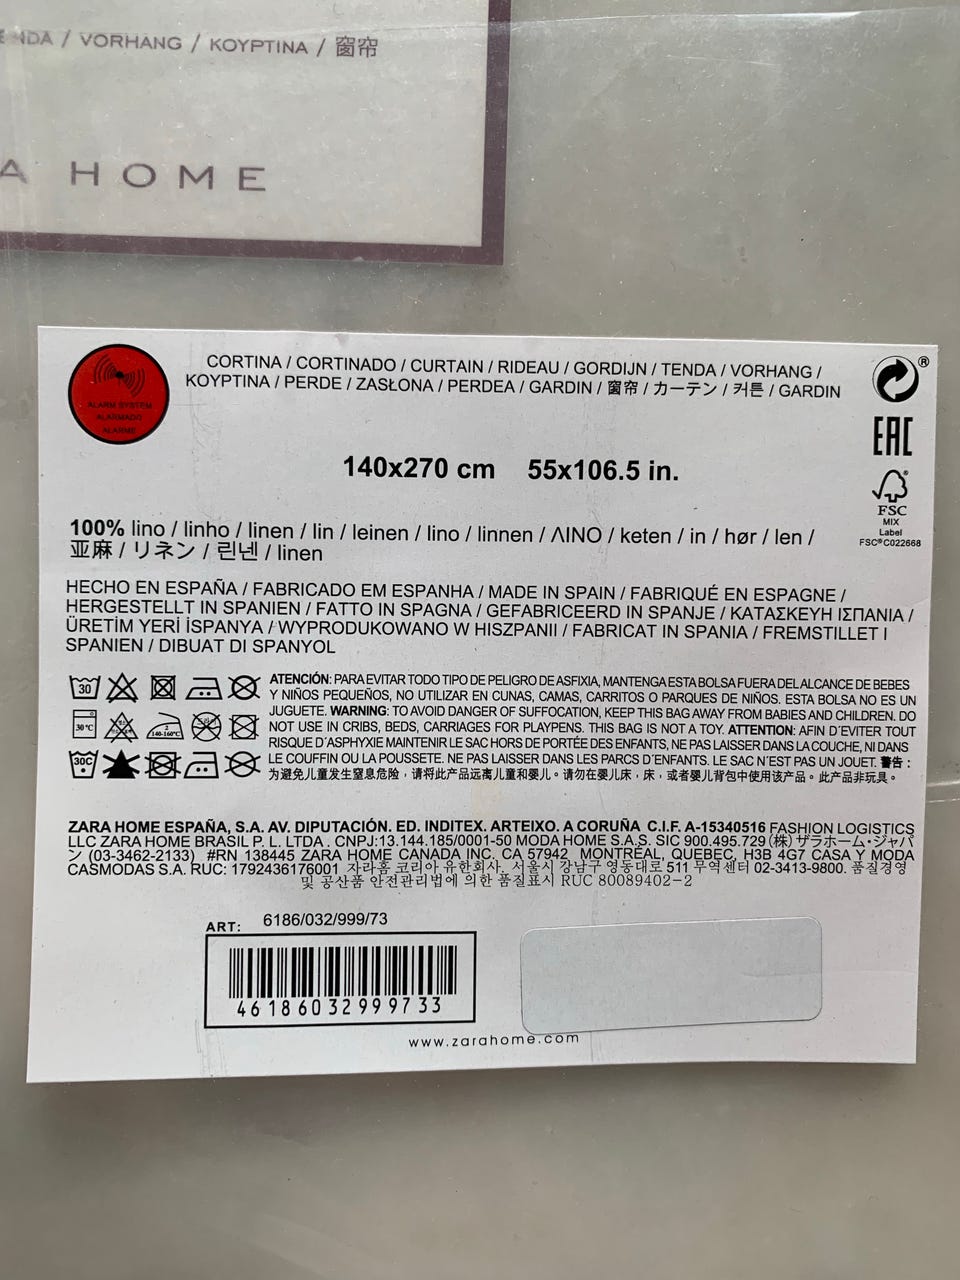 NDA / VORHANG / KOYPTINA / 窗帘
A HOME
ALARM SYSTEM
ALARMADO
ALARME
CORTINA / CORTINADO / CURTAIN / RIDEAU / GORDIJN / TENDA / VORHANG /
KOYPTINA / PERDE / ZASŁONA / PERDEA / GARDIN / 窗帘 / カーテン / 커튼 / GARDIN
®
EAC
140x270 cm 55x106.5 in.
FSC
MIX
Label
FSC® C022668
100% lino / linho / linen / lin / leinen / lino / linnen / ΛΙΝΟ / keten / in / hør / len /
亚麻 / リネン / 린넨 / linen
HECHO EN ESPAÑA / FABRICADO EM ESPANHA / MADE IN SPAIN / FABRIQUÉ EN ESPAGNE /
HERGESTELLT IN SPANIEN / FATTO IN SPAGNA / GEFABRICEERD IN SPANJE / ΚΑΤΑΣΚΕΥΗ ΙΣΠΑΝΙΑ /
ÜRETİM YERİ İSPANYA / WYPRODUKOWANO W HISZPANII / FABRICAT IN SPANIA / FREMSTILLET I
SPANIEN / DIBUAT DI SPANYOL
30
30°C
140-160°C
30C
ATENCIÓN: PARA EVITAR TODO TIPO DE PELIGRO DE ASFIXIA, MANTENGA ESTA BOLSA FUERA DEL ALCANCE DE BEBES
Y NIÑOS PEQUEÑOS, NO UTILIZAR EN CUNAS, CAMAS, CARRITOS O PARQUES DE NIÑOS. ESTA BOLSA NO ES UN
JUGUETE. WARNING: TO AVOID DANGER OF SUFFOCATION, KEEP THIS BAG AWAY FROM BABIES AND CHILDREN. DO
NOT USE IN CRIBS, BEDS, CARRIAGES FOR PLAYPENS. THIS BAG IS NOT A TOY. ATTENTION: AFIN D´EVITER TOUT
RISQUE D´ASPHYXIE MAINTENIR LE SAC HORS DE PORTÉE DES ENFANTS, NE PAS LAISSER DANS LA COUCHE, NI DANS
LE COUFFIN OU LA POUSSETE. NE PAS LAISSER DANS LES PARCS D´ENFANTS. LE SAC N´EST PAS UN JOUET. 警告：
为避免儿童发生窒息危险，请将此产品远离儿童和婴儿。请勿在婴儿床，床，或者婴儿背包中使用该产品。此产品非玩具。
ZARA HOME ESPAÑA, S.A. AV. DIPUTACIÓN. ED. INDITEX. ARTEIXO. A CORUÑA C.I.F. A-15340516 FASHION LOGISTICS
LLC ZARA HOME BRASIL P. L. LTDA . CNPJ:13.144.185/0001-50 MODA HOME S.A.S. SIC 900.495.729 (株)ザラホーム・ジャパ
ン (03-3462-2133) #RN 138445 ZARA HOME CANADA INC. CA 57942 MONTRÉAL, QUEBEC, H3B 4G7 CASA Y MODA
CASMODAS S.A. RUC: 1792436176001 자라홈 코리아 유한회사. 서울시 강남구 영동대로 511 무역센터 02-3413-9800. 품질경영
및 공산품 안전관리법에 의한 품질표시 RUC 80089402-2
ART: 6186/032/999/73
4618603299973​3
www.zarahome.com